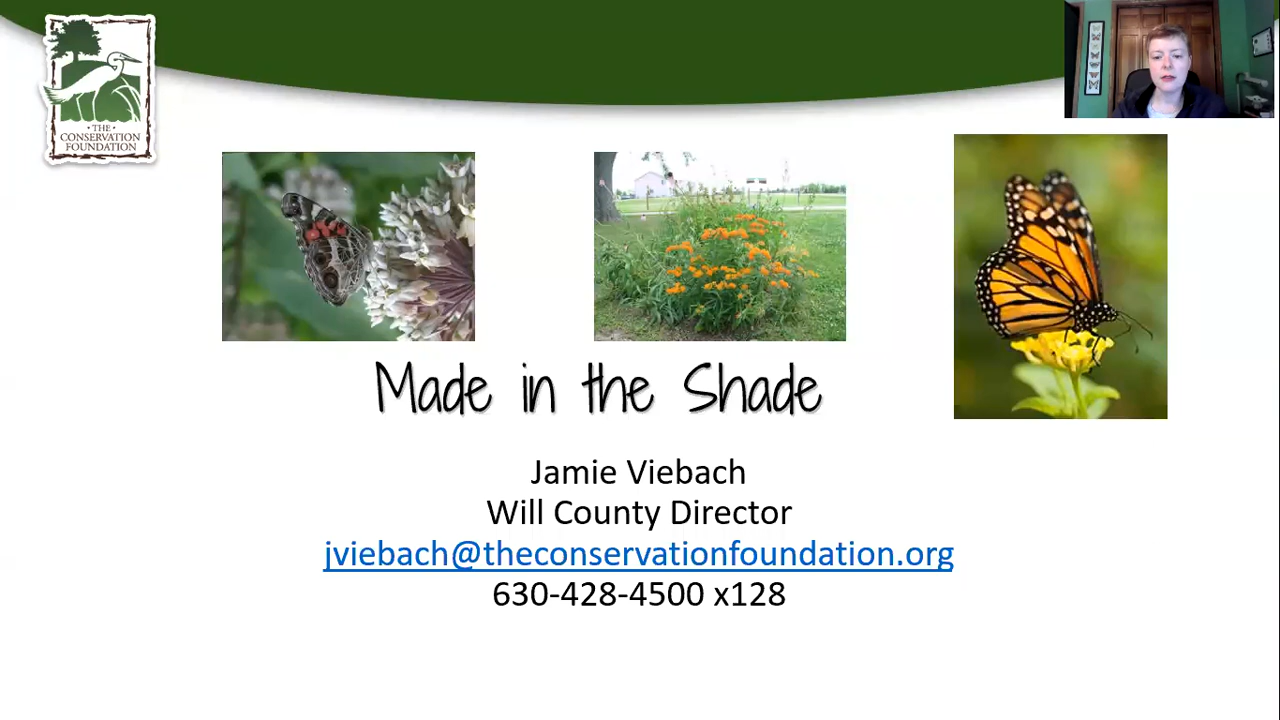 • THE •
CONSERVATION
FOUNDATION
Made in the Shade
Jamie Viebach
Will County Director
jviebach@theconservationfoundation.org
630-428-4500 x128